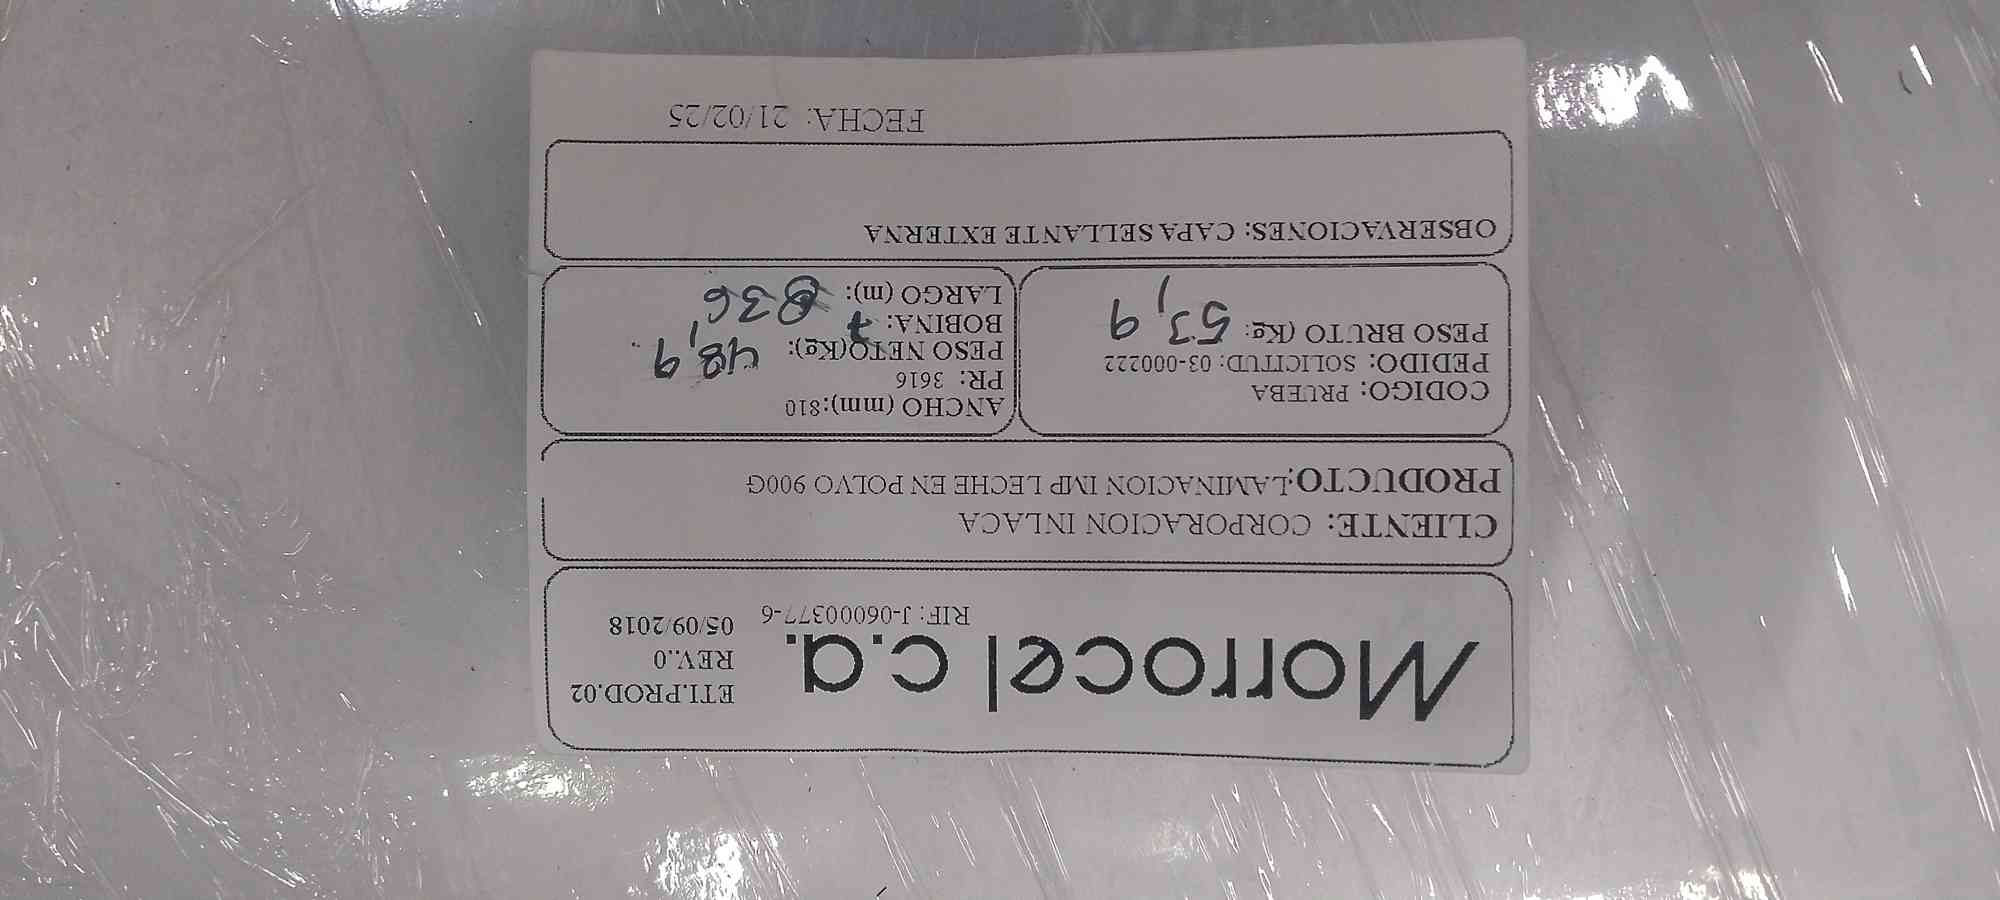 Morrocel c.a.
RIF: J-06000377-6
ETI.PROD.02
REV..0
05/09/2018
CLIENTE: CORPORACION INLACA
PRODUCTO: LAMINACION IMP LECHE EN POLVO 900G
CODIGO: PRUEBA
PEDIDO: SOLICITUD: 03-000222
PESO BRUTO (Kg: 53,9
ANCHO (mm):810
PR: 3616
PESO NETO(Kg): 48,9
BOBINA: 7
LARGO (m): 836
OBSERVACIONES: CAPA SELLANTE EXTERNA
FECHA: 21/02/25